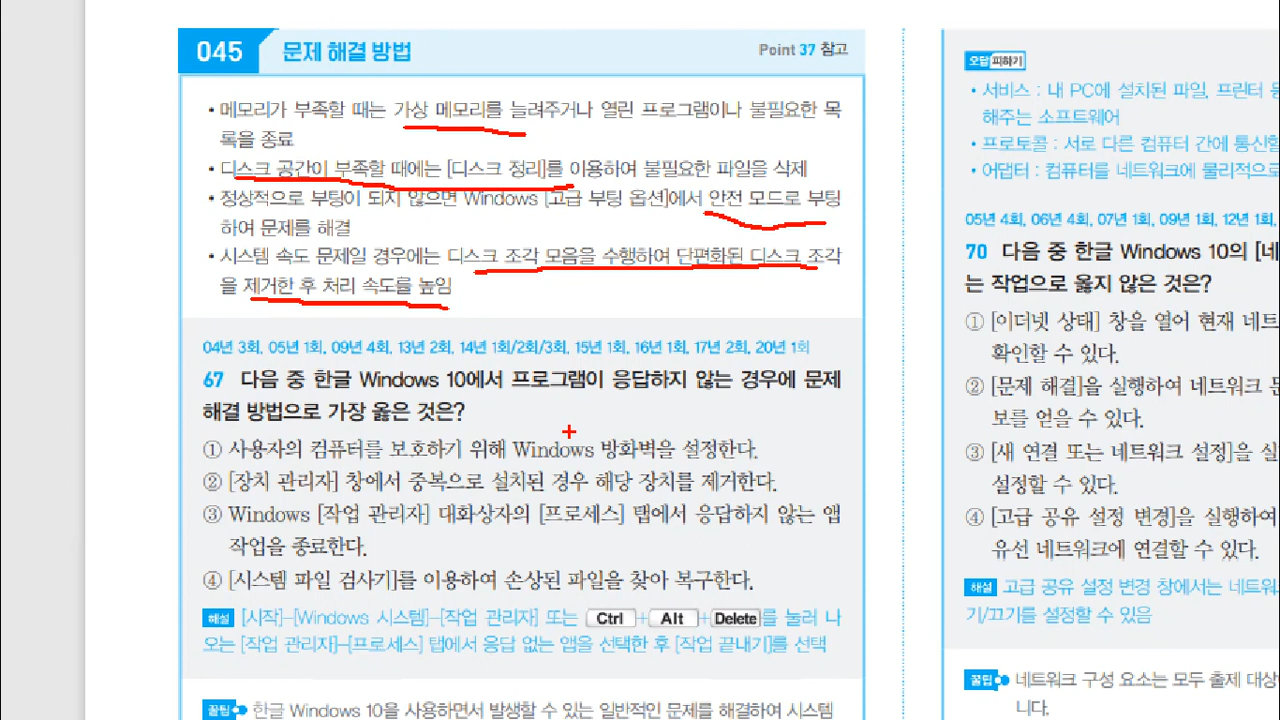 045 문제 해결 방법 Point 37 참고
• 메모리가 부족할 때는 가상 메모리를 늘려주거나 열린 프로그램이나 불필요한 목
록을 종료
• 디스크 공간이 부족할 때에는 [디스크 정리]를 이용하여 불필요한 파일을 삭제
• 정상적으로 부팅이 되지 않으면 Windows [고급 부팅 옵션]에서 안전 모드로 부팅
하여 문제를 해결
• 시스템 속도 문제일 경우에는 디스크 조각 모음을 수행하여 단편화된 디스크 조각
을 제거한 후 처리 속도를 높임
04년 3회, 05년 1회, 09년 4회, 13년 2회, 14년 1회/2회/3회, 15년 1회, 16년 1회, 17년 2회, 20년 1회
67 다음 중 한글 Windows 10에서 프로그램이 응답하지 않는 경우에 문제
해결 방법으로 가장 옳은 것은?
① 사용자의 컴퓨터를 보호하기 위해 Windows 방화벽을 설정한다.
② [장치 관리자] 창에서 중복으로 설치된 경우 해당 장치를 제거한다.
③ Windows [작업 관리자] 대화상자의 [프로세스] 탭에서 응답하지 않는 앱
작업을 종료한다.
④ [시스템 파일 검사기]를 이용하여 손상된 파일을 찾아 복구한다.
해설 [시작]-[Windows 시스템]-[작업 관리자] 또는 Ctrl+Alt+Delete를 눌러 나
오는 [작업 관리자]-[프로세스] 탭에서 응답 없는 앱을 선택한 후 [작업 끝내기]를 선택
꿀팁 한글 Windows 10을 사용하면서 발생할 수 있는 일반적인 문제를 해결하여 시스템
오답피하기
• 서비스 : 내 PC에 설치된 파일, 프린터
해주는 소프트웨어
• 프로토콜 : 서로 다른 컴퓨터 간에 통신할
• 어댑터 : 컴퓨터를 네트워크에 물리적으로
05년 4회, 06년 4회, 07년 1회, 09년 1회, 12년 1회,
70 다음 중 한글 Windows 10의 [네
는 작업으로 옳지 않은 것은?
① [이더넷 상태] 창을 열어 현재 네트
확인할 수 있다.
② [문제 해결]을 실행하여 네트워크 문
보를 얻을 수 있다.
③ [새 연결 또는 네트워크 설정]을 실
설정할 수 있다.
④ [고급 공유 설정 변경]을 실행하여
유선 네트워크에 연결할 수 있다.
해설 고급 공유 설정 변경 창에서는 네트워
기/끄기를 설정할 수 있음
꿀팁 네트워크 구성 요소는 모두 출제 대상
니다.